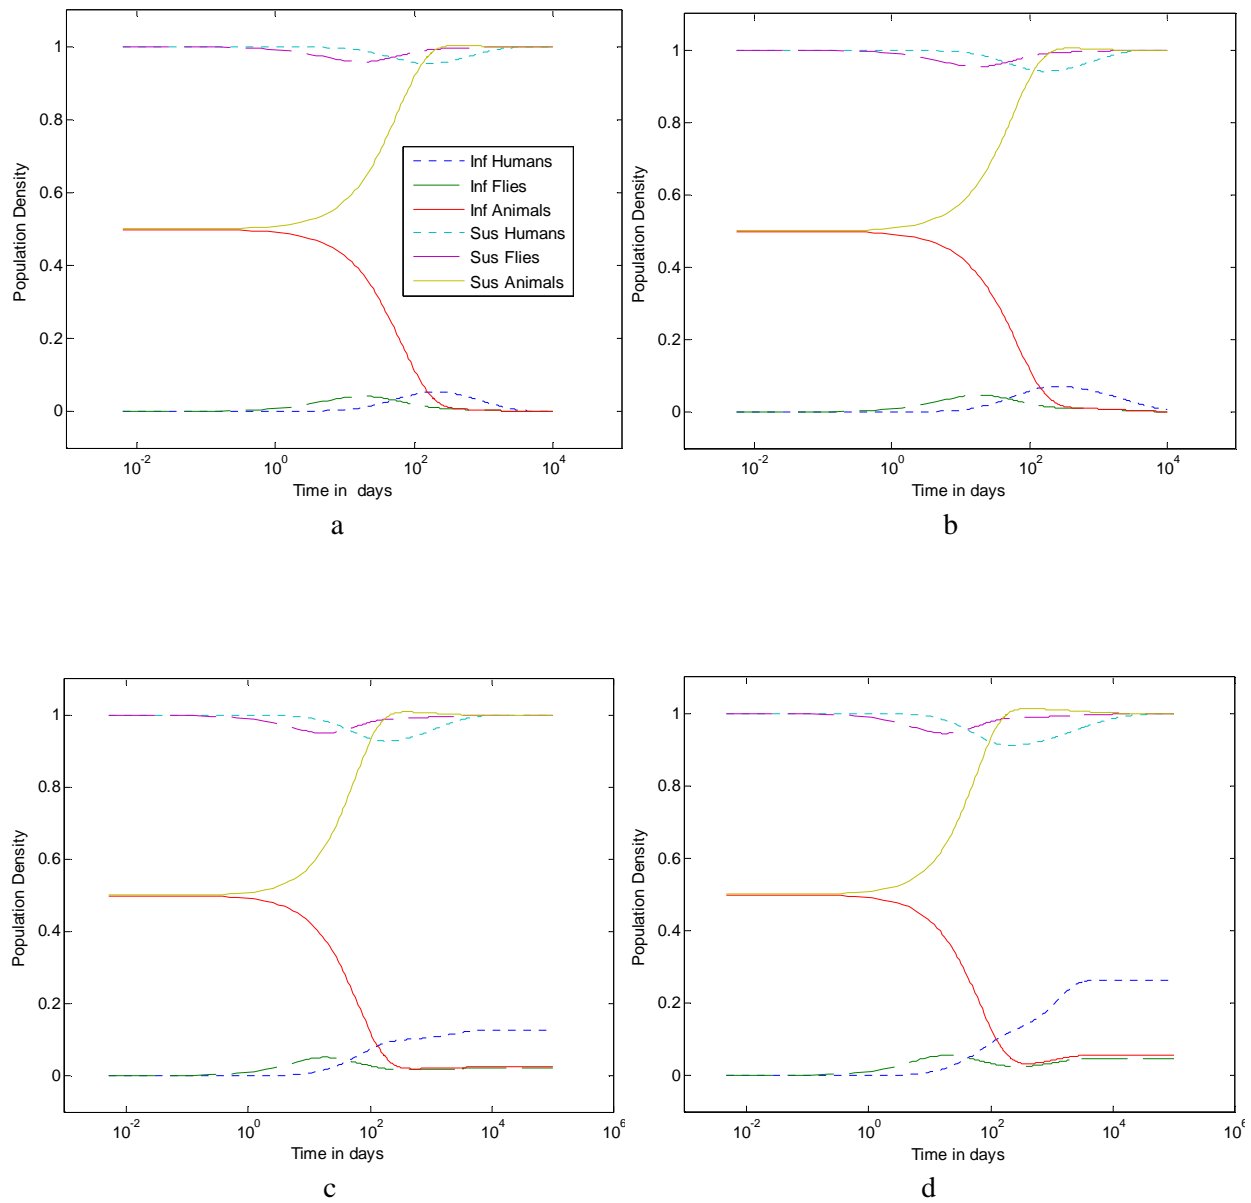 1
0.8
0.6
0.4
0.2
0
Population Density
10^-2
10^0
10^2
10^4
Time in days
Inf Humans
Inf Flies
Inf Animals
Sus Humans
Sus Flies
Sus Animals
a
1
0.8
0.6
0.4
0.2
0
Population Density
10^-2
10^0
10^2
10^4
Time in days
b
1
0.8
0.6
0.4
0.2
0
Population Density
10^-2
10^0
10^2
10^4
10^6
Time in days
c
1
0.8
0.6
0.4
0.2
0
Population Density
10^-2
10^0
10^2
10^4
10^6
Time in days
d